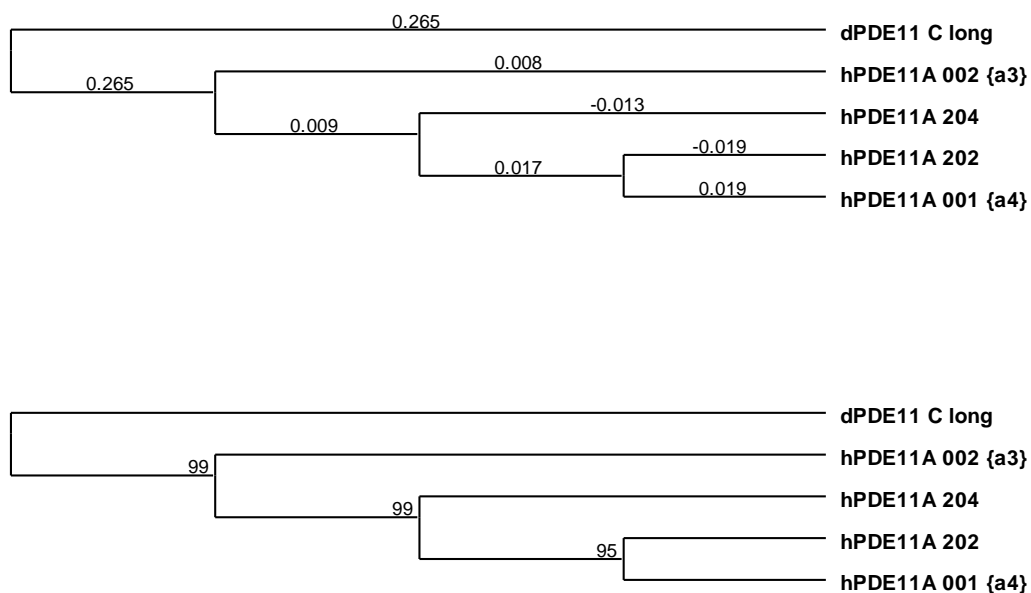 0.265
dPDE11 C long
0.008
hPDE11A 002 {a3}
0.265
-0.013
hPDE11A 204
0.009
-0.019
hPDE11A 202
0.017
0.019
hPDE11A 001 {a4}
dPDE11 C long
hPDE11A 002 {a3}
99
hPDE11A 204
99
hPDE11A 202
95
hPDE11A 001 {a4}